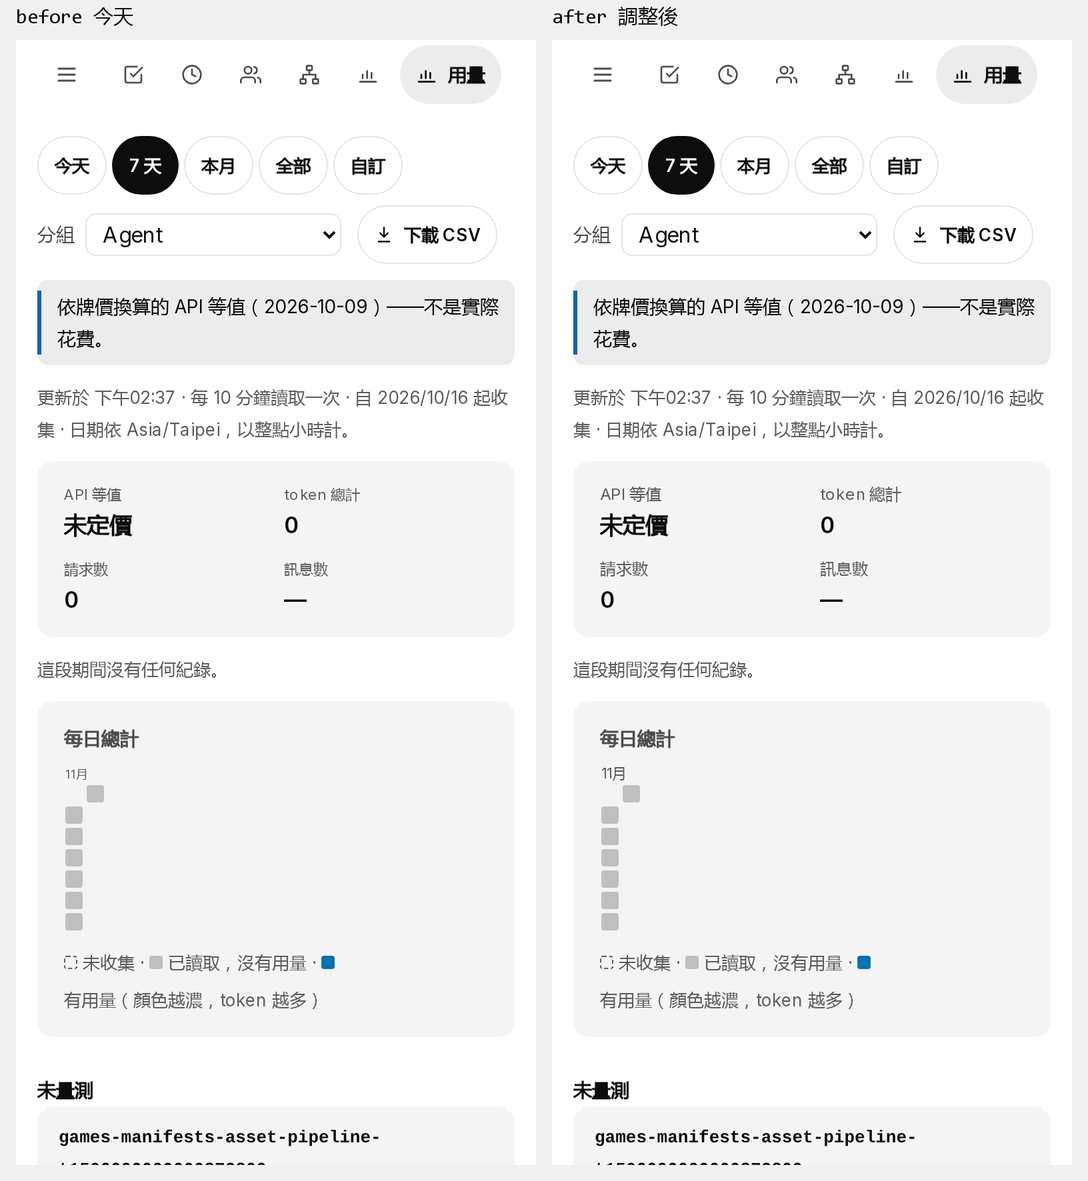 before 今天
用量
今天
7 天
本月
全部
自訂
分組
Agent
下載 CSV
依牌價換算的 API 等值（2026-10-09）——不是實際
花費。
更新於 下午02:37 · 每 10 分鐘讀取一次 · 自 2026/10/16 起收
集 · 日期依 Asia/Taipei，以整點小時計。
API 等值
token 總計
未定價
0
請求數
訊息數
0
—
這段期間沒有任何紀錄。
每日總計
11月
未收集 · 已讀取，沒有用量 ·
有用量（顏色越濃，token 越多）
未量測
games-manifests-asset-pipeline-
after 調整後
用量
今天
7 天
本月
全部
自訂
分組
Agent
下載 CSV
依牌價換算的 API 等值（2026-10-09）——不是實際
花費。
更新於 下午02:37 · 每 10 分鐘讀取一次 · 自 2026/10/16 起收
集 · 日期依 Asia/Taipei，以整點小時計。
API 等值
token 總計
未定價
0
請求數
訊息數
0
—
這段期間沒有任何紀錄。
每日總計
11月
未收集 · 已讀取，沒有用量 ·
有用量（顏色越濃，token 越多）
未量測
games-manifests-asset-pipeline-